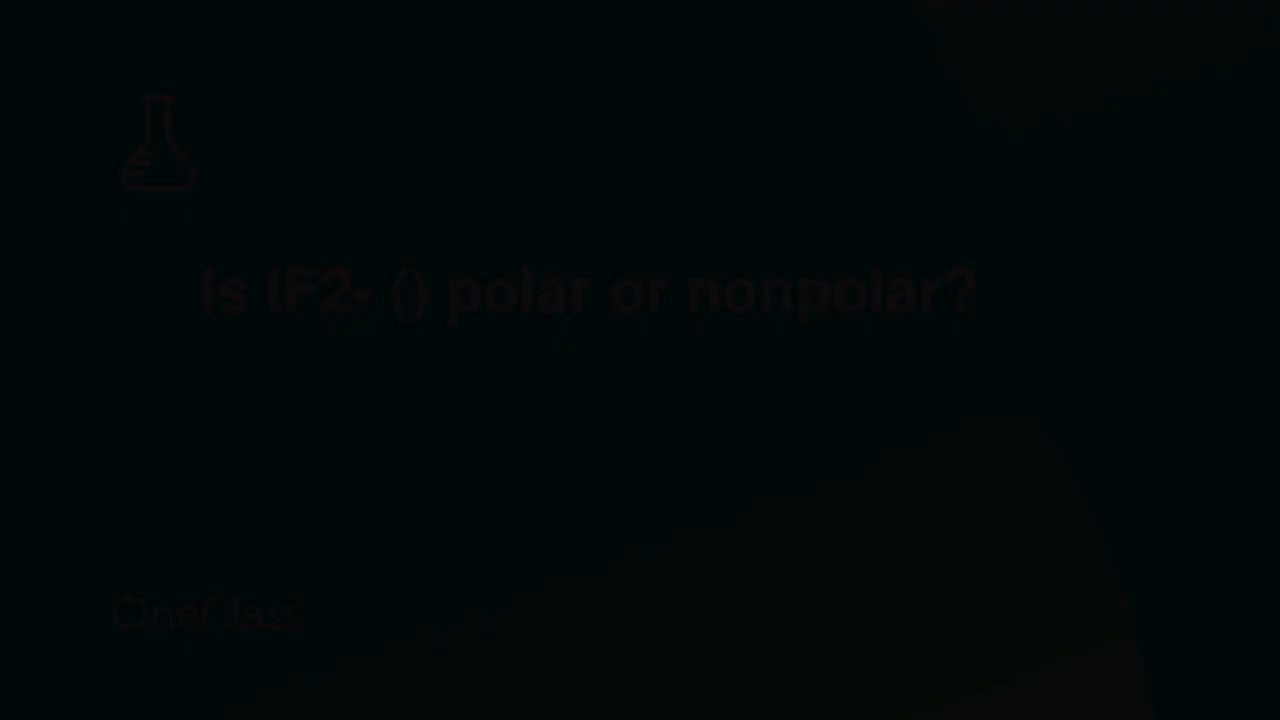 Is IF2- () polar or nonpolar?
OneClass